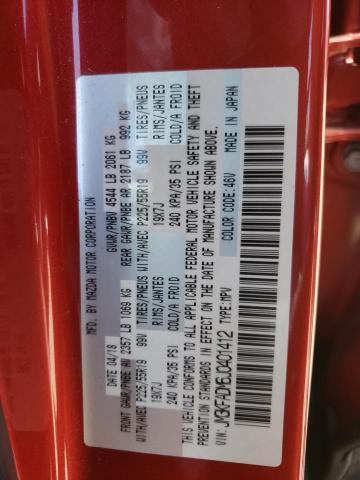 MFD. BY MAZDA MOTOR CORPORATION
DATE: 04/18 GVWR/PNBV 4544 LB 2061 KG
FRONT GAWR/PNBE AV 2357 LB 1069 KG REAR GAWR/PNBE AR 2187 LB 992 KG
WITH/AVEC P225/55R19 99V TIRES/PNEUS WITH/AVEC P225/55R19 99V TIRES/PNEUS
19X7J RIMS/JANTES 19X7J RIMS/JANTES
240 KPA/35 PSI COLD/A FROID 240 KPA/35 PSI COLD/A FROID
THIS VEHICLE CONFORMS TO ALL APPLICABLE FEDERAL MOTOR VEHICLE SAFETY AND THEFT
PREVENTION STANDARDS IN EFFECT ON THE DATE OF MANUFACTURE SHOWN ABOVE.
VIN: JM3KFADM6J0401412 TYPE:MPV COLOR CODE:46V MADE IN JAPAN